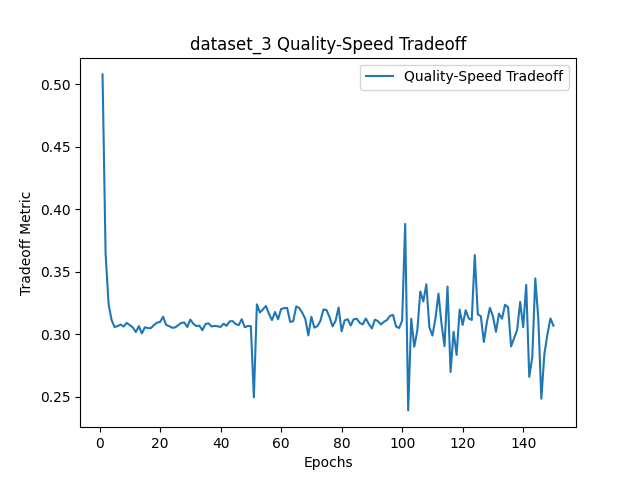 dataset_3 Quality-Speed Tradeoff
Quality-Speed Tradeoff
0.50
0.45
0.40
0.35
0.30
0.25
Tradeoff Metric
0 20 40 60 80 100 120 140
Epochs